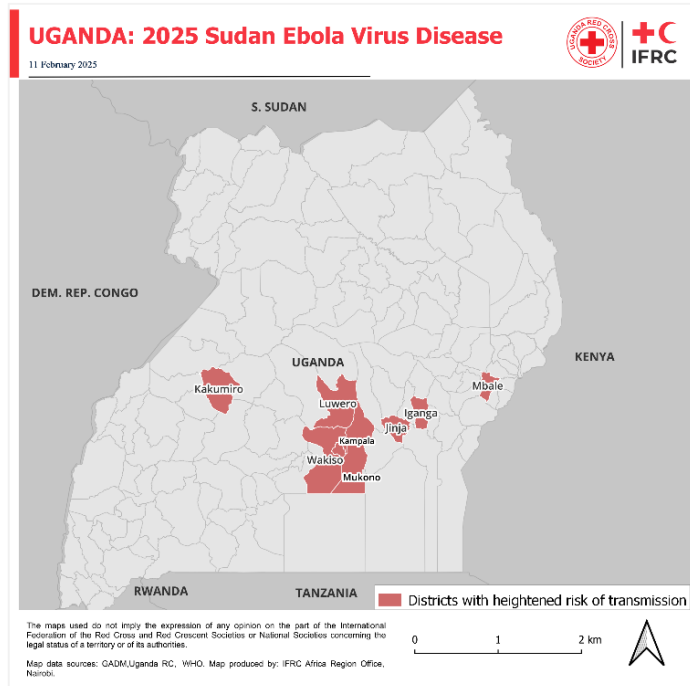 UGANDA: 2025 Sudan Ebola Virus Disease
11 February 2025
UGANDA RED CROSS
SOCIETY
IFRC
S. SUDAN
DEM. REP. CONGO
UGANDA
KENYA
Kakumiro
Mbale
Luwero
Iganga
Jinja
Kampala
Wakiso
Mukono
RWANDA
TANZANIA
Districts with heightened risk of transmission
The maps used do not imply the expression of any opinion on the part of the International
Federation of the Red Cross and Red Crescent Societies or National Societies concerning the
legal status of a territory or of its authorities.
Map data sources: GADM,Uganda RC, WHO. Map produced by: IFRC Africa Region Office,
Nairobi.
0 1 2 km